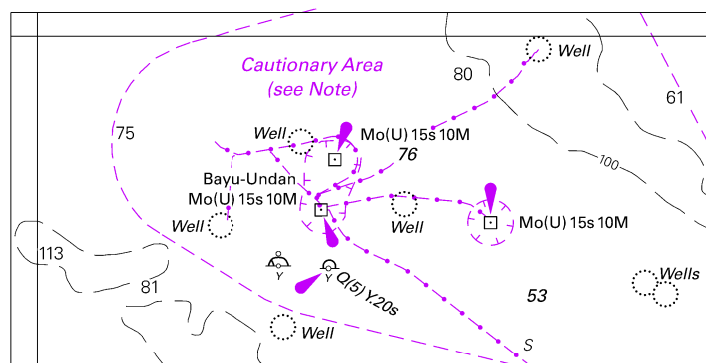 Well
Cautionary Area
(see Note)
80
61
75
Well
Mo(U) 15s 10M
76
100
Bayu-Undan
Mo(U) 15s 10M
Well
Well
Mo(U) 15s 10M
113
81
Y
Y
Q(5) Y.20s
Wells
53
Well
S